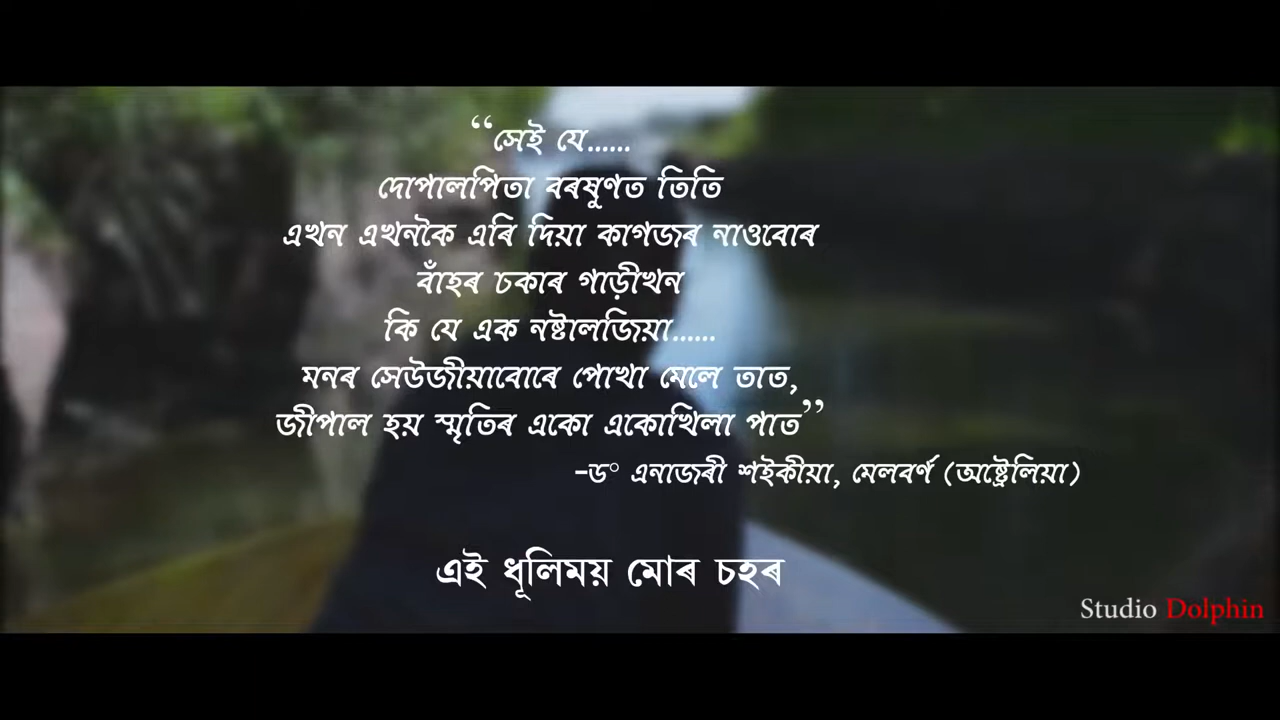 “সেই যে......
দোপালপিতা বৰষুণত তিতি
এখন এখনকৈ এৰি দিয়া কাগজৰ নাওবোৰ
বাঁহৰ চকাৰ গাড়ীখন
কি যে এক নষ্টালজিয়া......
মনৰ সেউজীয়াবোৰে পোখা মেলে তাত,
জীপাল হয় স্মৃতিৰ একো একোখিলা পাত”
-ড° এনাজৰী শইকীয়া, মেলবৰ্ণ (অষ্ট্ৰেলিয়া)
এই ধূলিময় মোৰ চহৰ
Studio Dolphin